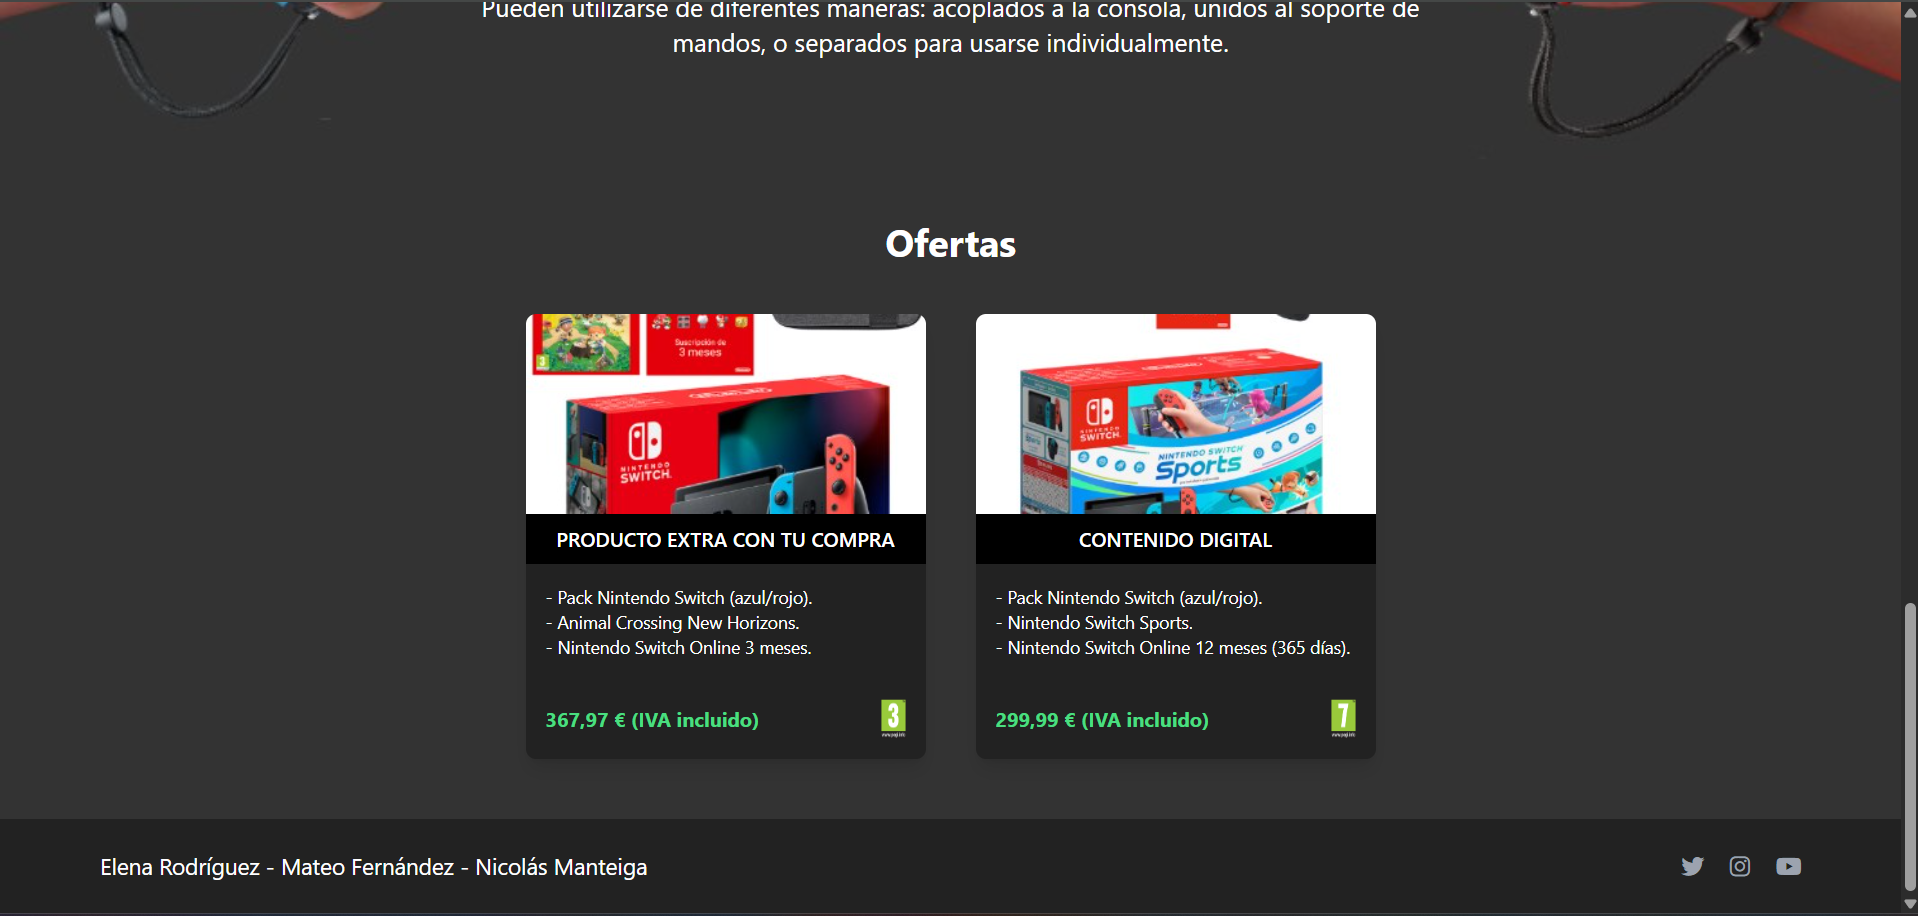 Pueden utilizarse de diferentes maneras: acoplados a la consola, unidos al soporte de
mandos, o separados para usarse individualmente.
Ofertas
Suscripción de
3 meses
3
NINTENDO
SWITCH
PRODUCTO EXTRA CON TU COMPRA
- Pack Nintendo Switch (azul/rojo).
- Animal Crossing New Horizons.
- Nintendo Switch Online 3 meses.
367,97 € (IVA incluido)
3
NINTENDO
SWITCH
NINTENDO SWITCH
Sports
CONTENIDO DIGITAL
- Pack Nintendo Switch (azul/rojo).
- Nintendo Switch Sports.
- Nintendo Switch Online 12 meses (365 días).
299,99 € (IVA incluido)
7
Elena Rodríguez - Mateo Fernández - Nicolás Manteiga